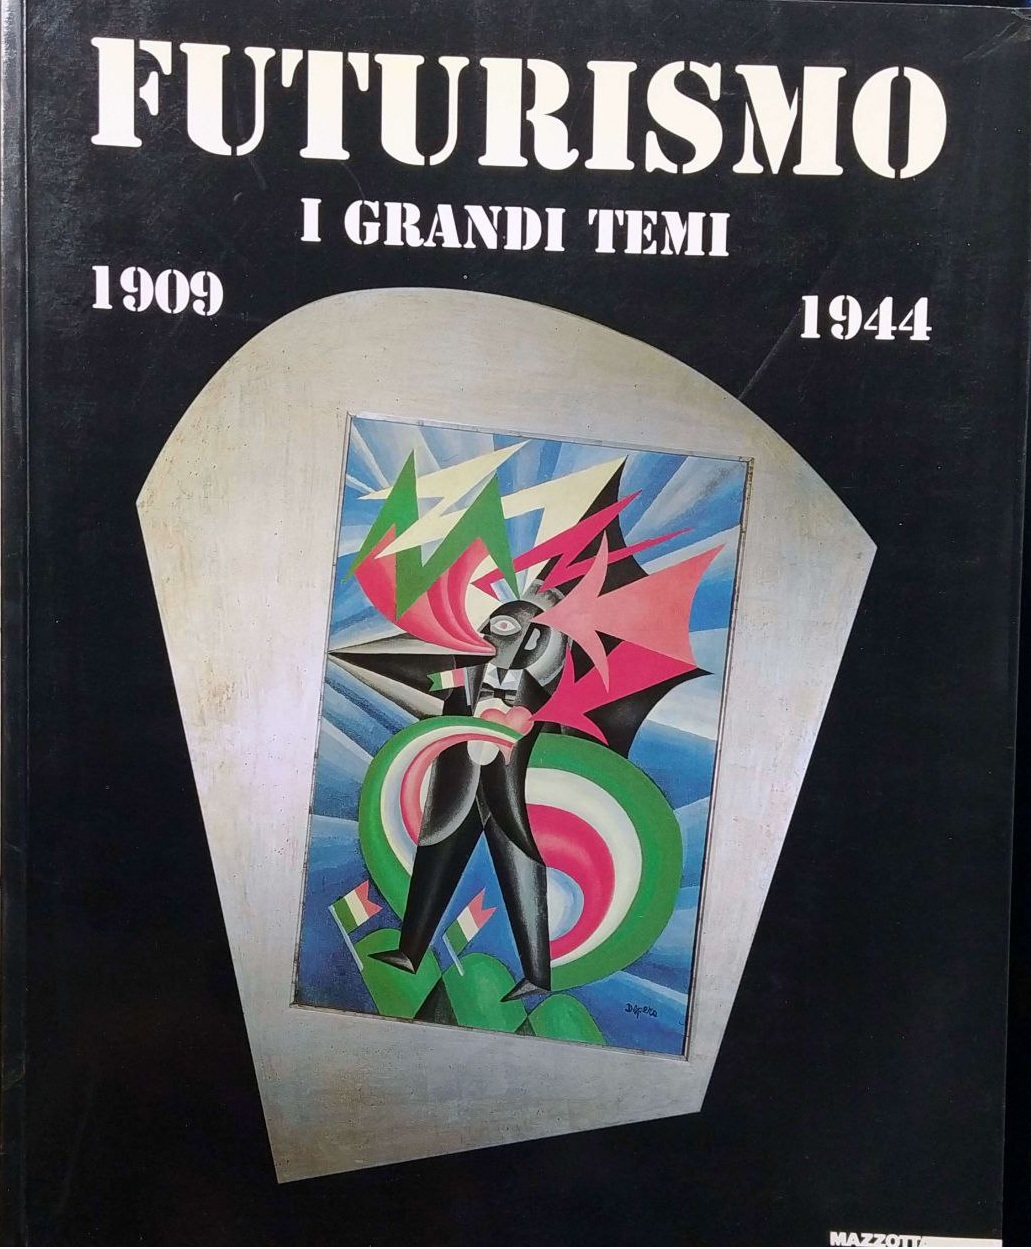 FUTURISMO
I GRANDI TEMI
1909
1944
Depero
MAZZOTTA